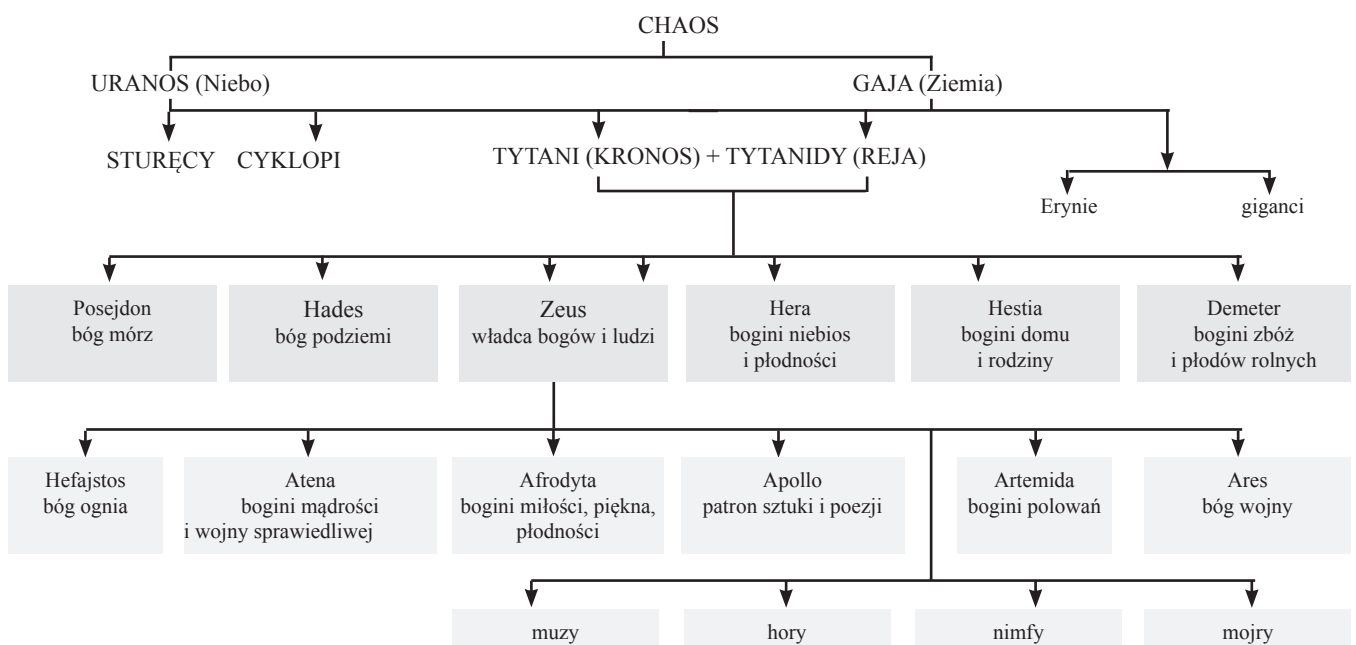 CHAOS
URANOS (Niebo)
GAJA (Ziemia)
STURĘCY
CYKLOPI
TYTANI (KRONOS) + TYTANIDY (REJA)
Erynie
giganci
Posejdon
bóg mórz
Hades
bóg podziemi
Zeus
władca bogów i ludzi
Hera
bogini niebios
i płodności
Hestia
bogini domu
i rodziny
Demeter
bogini zbóż
i płodów rolnych
Hefajstos
bóg ognia
Atena
bogini mądrości
i wojny sprawiedliwej
Afrodyta
bogini miłości, piękna,
płodności
Apollo
patron sztuki i poezji
Artemida
bogini polowań
Ares
bóg wojny
muzy
hory
nimfy
mojry